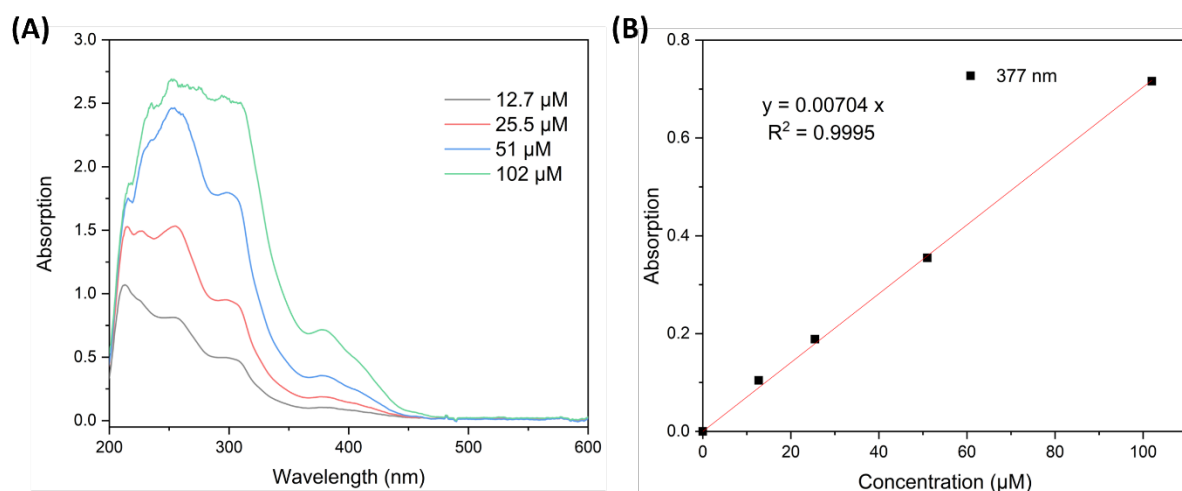 (A)
3.0
2.5
2.0
1.5
1.0
0.5
0.0
200
300
400
500
600
Absorption
Wavelength (nm)
12.7 µM
25.5 µM
51 µM
102 µM
(B)
0.8
0.6
0.4
0.2
0.0
0
20
40
60
80
100
Absorption
Concentration (µM)
377 nm
y = 0.00704 x
R² = 0.9995